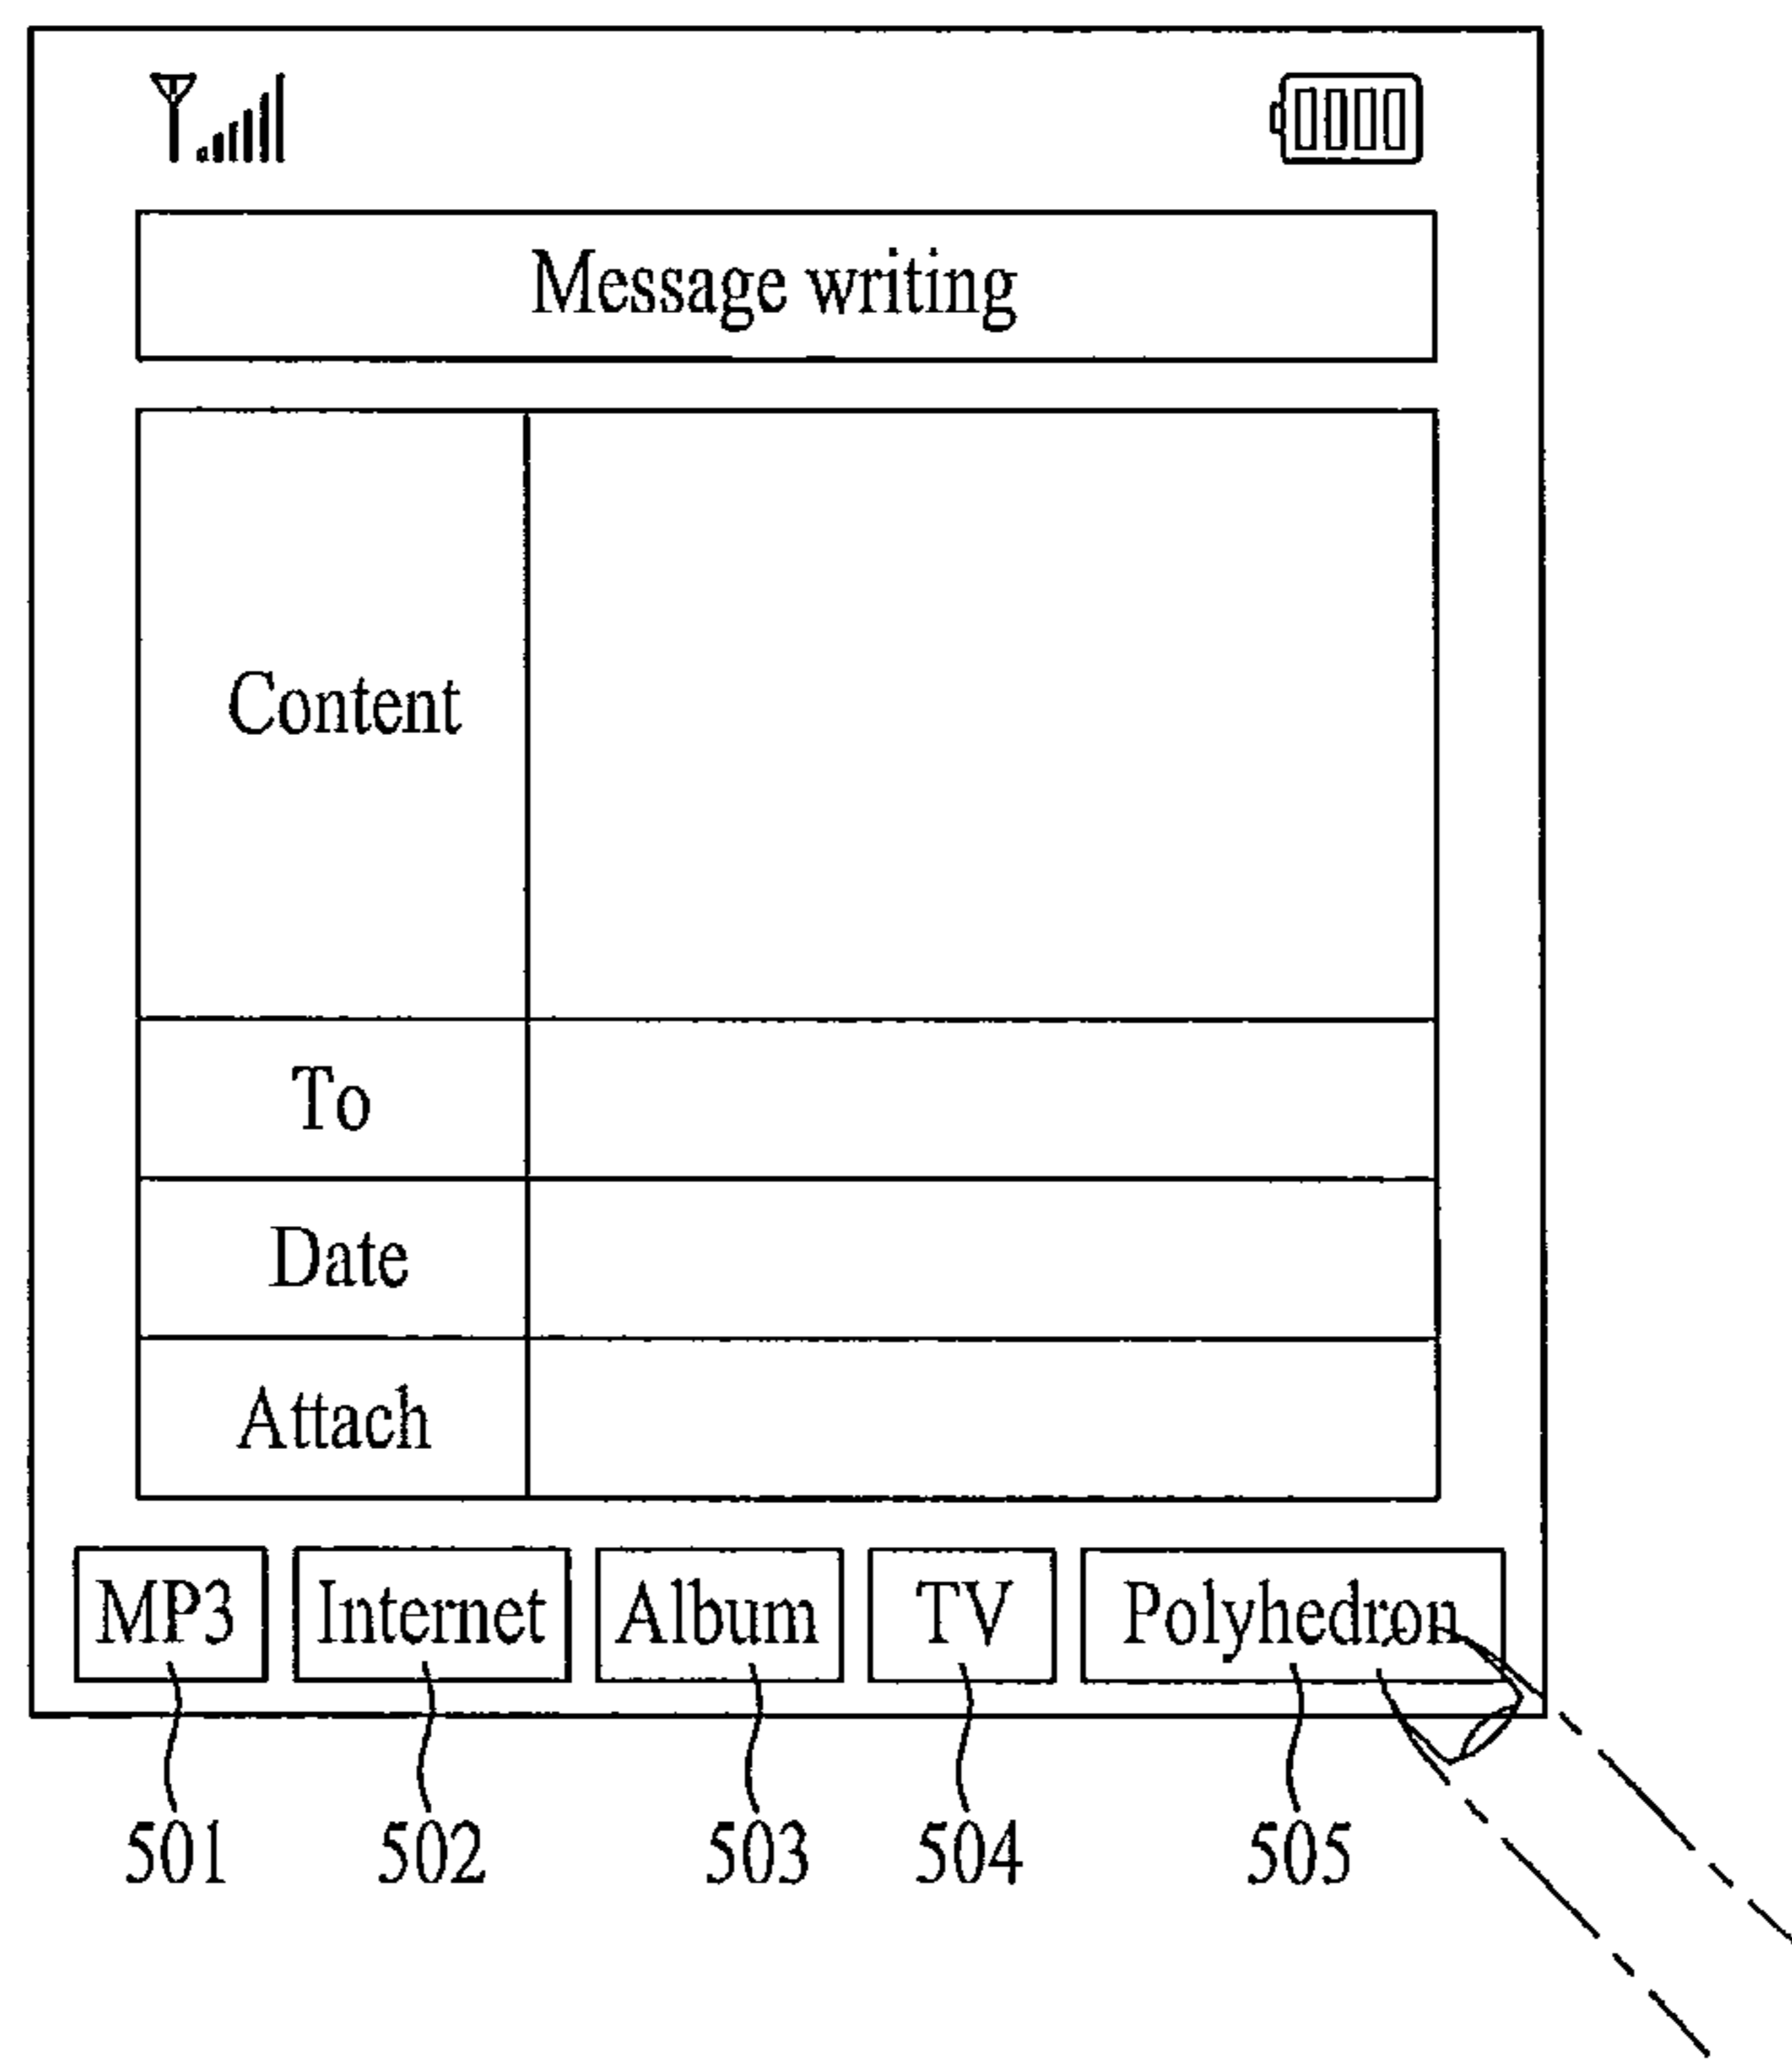 Message writing
Content
To
Date
Attach
MP3 Internet Album TV Polyhedron
501 502 503 504 505